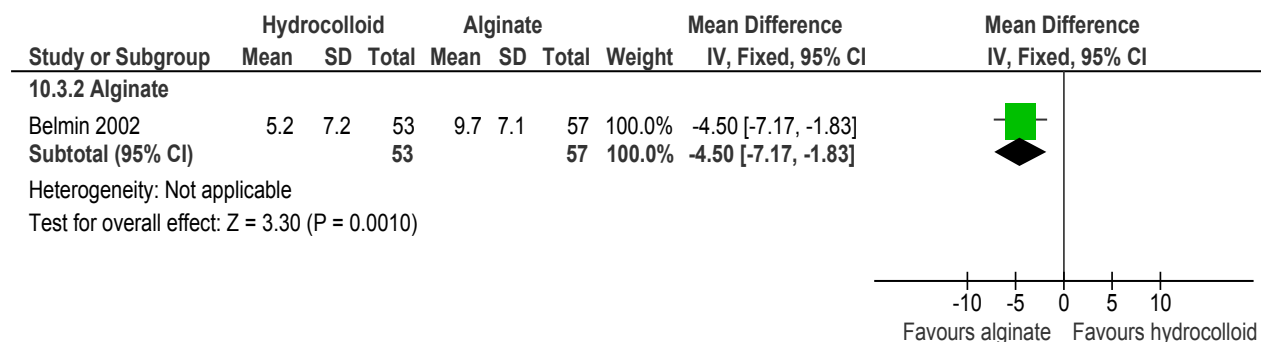 Hydrocolloid Alginate Mean Difference Mean Difference
Study or Subgroup Mean SD Total Mean SD Total Weight IV, Fixed, 95% CI IV, Fixed, 95% CI
10.3.2 Alginate
Belmin 2002 5.2 7.2 53 9.7 7.1 57 100.0% -4.50 [-7.17, -1.83]
Subtotal (95% CI) 53 57 100.0% -4.50 [-7.17, -1.83]
Heterogeneity: Not applicable
Test for overall effect: Z = 3.30 (P = 0.0010)
-10 -5 0 5 10
Favours alginate Favours hydrocolloid